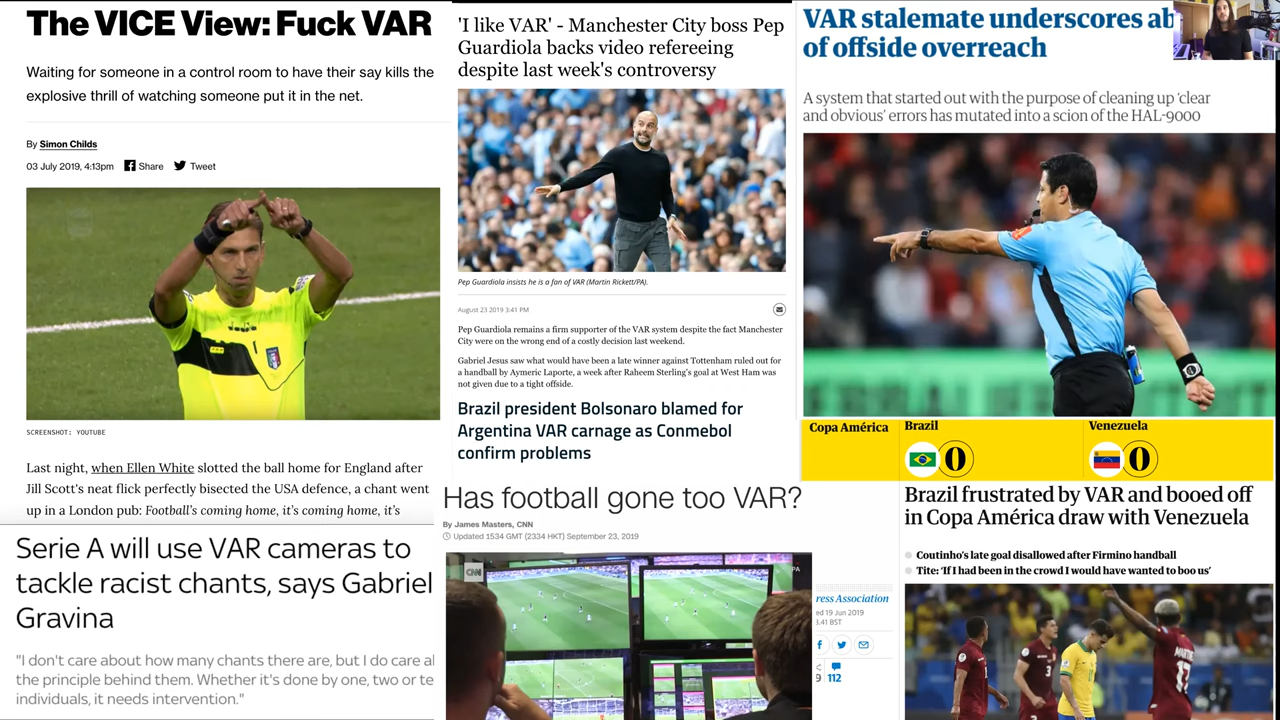 The VICE View: Fuck VAR
Waiting for someone in a control room to have their say kills the
explosive thrill of watching someone put it in the net.
By Simon Childs
03 July 2019, 4:13pm Share Tweet
SCREENSHOT: YOUTUBE
Last night, when Ellen White slotted the ball home for England after
Jill Scott's neat flick perfectly bisected the USA defence, a chant went
up in a London pub: Football's coming home, it's coming home, it's
Serie A will use VAR cameras to
tackle racist chants, says Gabriel
Gravina
"I don't care about how many chants there are, but I do care al
the principle behind them. Whether it's done by one, two or te
individuals, it needs intervention."
'I like VAR' - Manchester City boss Pep
Guardiola backs video refereeing
despite last week's controversy
Pep Guardiola insists he is a fan of VAR (Martin Rickett/PA).
August 23 2019 3:41 PM
Pep Guardiola remains a firm supporter of the VAR system despite the fact Manchester
City were on the wrong end of a costly decision last weekend.
Gabriel Jesus saw what would have been a late winner against Tottenham ruled out for
a handball by Aymeric Laporte, a week after Raheem Sterling's goal at West Ham was
not given due to a tight offside.
Brazil president Bolsonaro blamed for
Argentina VAR carnage as Conmebol
confirm problems
Has football gone too VAR?
By James Masters, CNN
Updated 1534 GMT (2334 HKT) September 23, 2019
CNN
PA
VAR stalemate underscores ab
of offside overreach
A system that started out with the purpose of cleaning up 'clear
and obvious' errors has mutated into a scion of the HAL-9000
Copa América Brazil Venezuela
0 0
Brazil frustrated by VAR and booed off
in Copa América draw with Venezuela
Coutinho's late goal disallowed after Firmino handball
Tite: 'If I had been in the crowd I would have wanted to boo us'
ress Association
ed 19 Jun 2019
3.41 BST
9 112